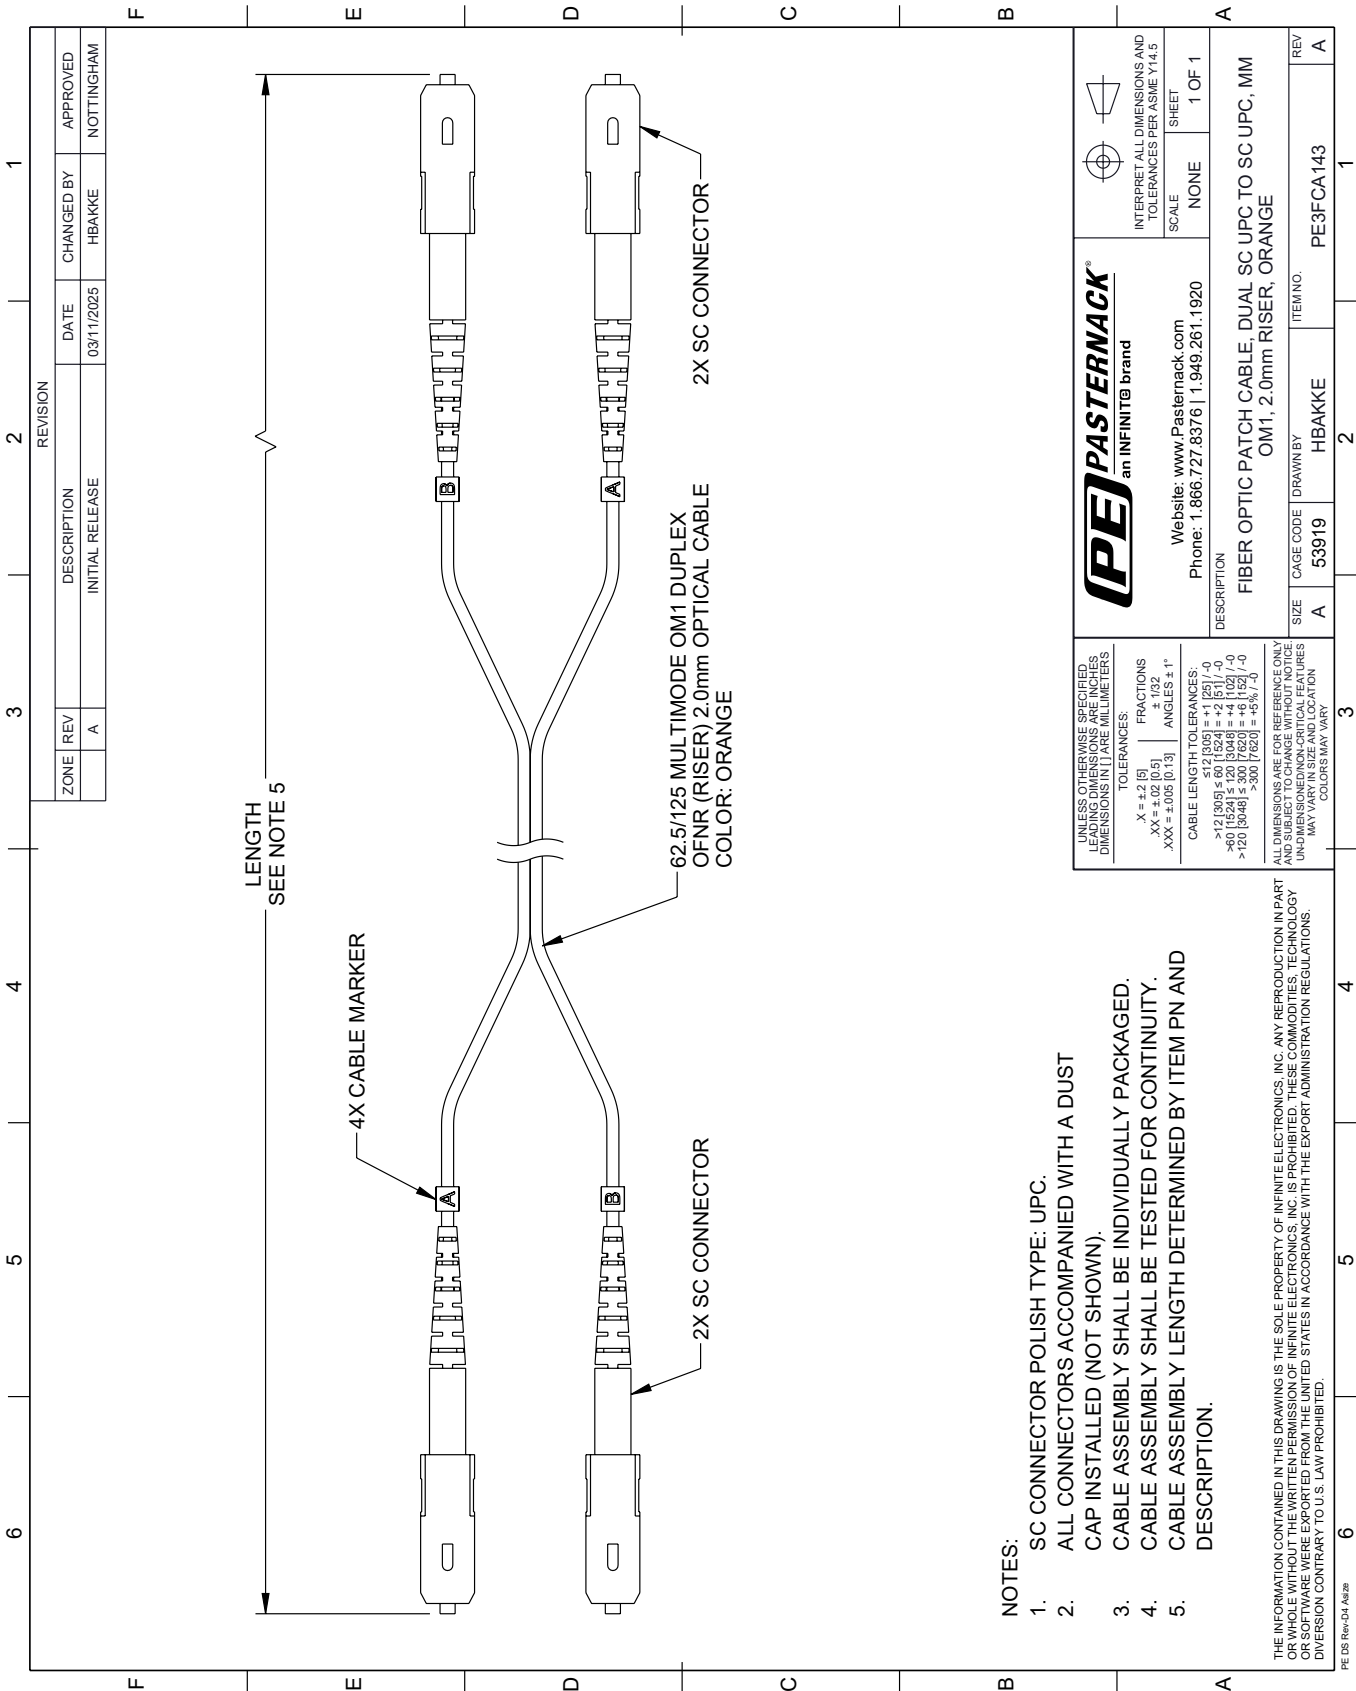 6
5
4
3
2
1
F
E
D
C
B
A
REVISION
ZONE REV DESCRIPTION DATE CHANGED BY APPROVED
A INITIAL RELEASE 03/11/2025 HBAKKE NOTTINGHAM
LENGTH
SEE NOTE 5
4X CABLE MARKER
A
B
B
A
2X SC CONNECTOR
2X SC CONNECTOR
62.5/125 MULTIMODE OM1 DUPLEX
OFNR (RISER) 2.0mm OPTICAL CABLE
COLOR: ORANGE
NOTES:
1. SC CONNECTOR POLISH TYPE: UPC.
2. ALL CONNECTORS ACCOMPANIED WITH A DUST
CAP INSTALLED (NOT SHOWN).
3. CABLE ASSEMBLY SHALL BE INDIVIDUALLY PACKAGED.
4. CABLE ASSEMBLY SHALL BE TESTED FOR CONTINUITY.
5. CABLE ASSEMBLY LENGTH DETERMINED BY ITEM PN AND
DESCRIPTION.
THE INFORMATION CONTAINED IN THIS DRAWING IS THE SOLE PROPERTY OF INFINITE ELECTRONICS, INC. ANY REPRODUCTION IN PART
OR WHOLE WITHOUT THE WRITTEN PERMISSION OF INFINITE ELECTRONICS, INC. IS PROHIBITED. THESE COMMODITIES, TECHNOLOGY
OR SOFTWARE WERE EXPORTED FROM THE UNITED STATES IN ACCORDANCE WITH THE EXPORT ADMINISTRATION REGULATIONS.
DIVERSION CONTRARY TO U.S. LAW PROHIBITED.
UNLESS OTHERWISE SPECIFIED
LEADING DIMENSIONS ARE INCHES
DIMENSIONS IN [ ] ARE MILLIMETERS
TOLERANCES:
.X = ±.2 [5] FRACTIONS
.XX = ±.02 [0.5] ± 1/32
.XXX = ±.005 [0.13] ANGLES ± 1°
CABLE LENGTH TOLERANCES:
≤12 [305] = +1 [25] / -0
>12 [305] ≤ 60 [1524] = +2 [51] / -0
>60 [1524] ≤ 120 [3048] = +4 [102] / -0
>120 [3048] ≤ 300 [7620] = +6 [152] / -0
>300 [7620] = +5% / -0
ALL DIMENSIONS ARE FOR REFERENCE ONLY
AND SUBJECT TO CHANGE WITHOUT NOTICE.
UN-DIMENSIONED/NON-CRITICAL FEATURES
MAY VARY IN SIZE AND LOCATION
COLORS MAY VARY
PE PASTERNACK®
an INFINIT@ brand
Website: www.Pasternack.com
Phone: 1.866.727.8376 | 1.949.261.1920
INTERPRET ALL DIMENSIONS AND
TOLERANCES PER ASME Y14.5
SCALE SHEET
NONE 1 OF 1
DESCRIPTION
FIBER OPTIC PATCH CABLE, DUAL SC UPC TO SC UPC, MM
OM1, 2.0mm RISER, ORANGE
SIZE CAGE CODE DRAWN BY ITEM NO. REV
A 53919 HBAKKE PE3FCA143 A
PE DS Rev-D4 Asize
6
5
4
3
2
1
F
E
D
C
B
A